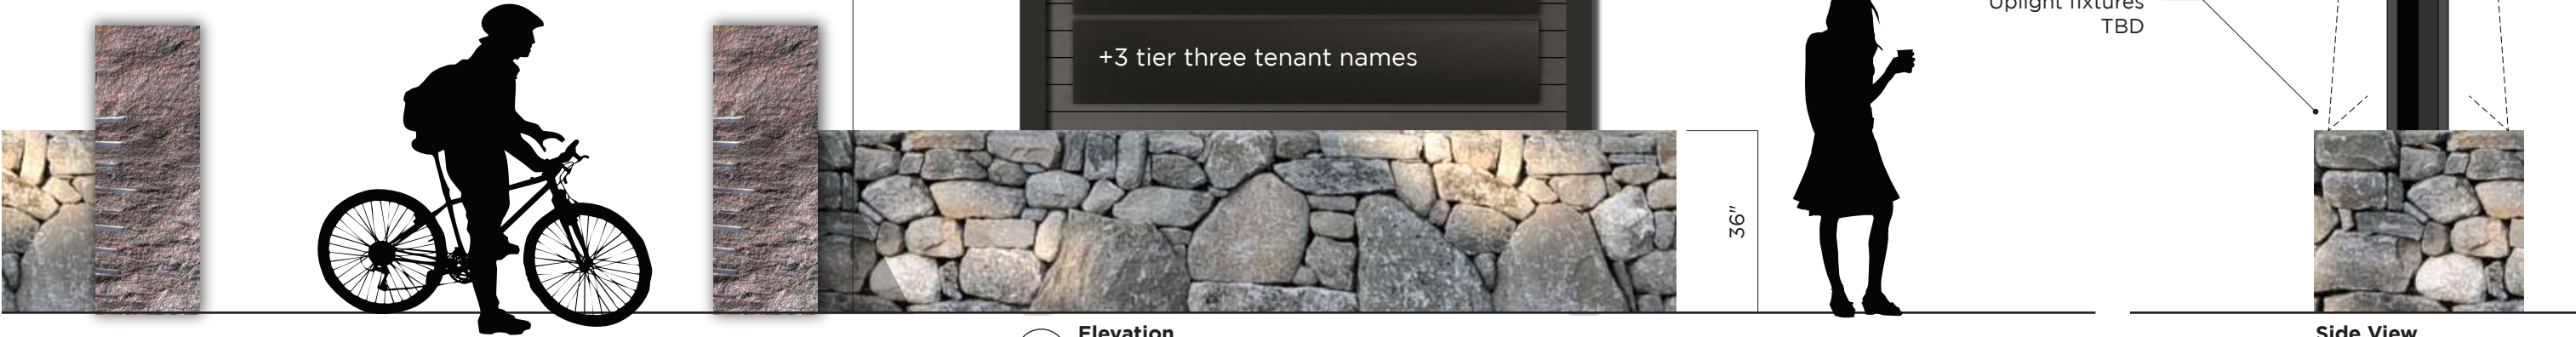 Uplight fixtures
TBD
+3 tier three tenant names
36"
Elevation
Side View